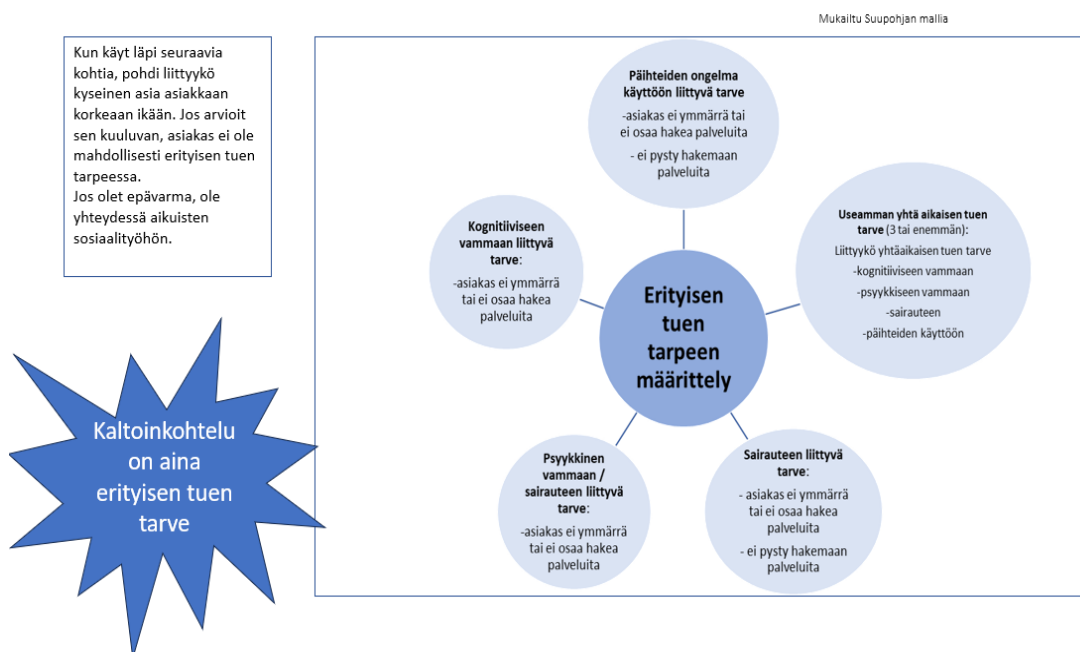 Mukailtu Suupohjan mallia
Kun käyt läpi seuraavia
kohtia, pohdi liittyykö
kyseinen asia asiakkaan
korkeaan ikään. Jos arvioit
sen kuuluvan, asiakas ei ole
mahdollisesti erityisen tuen
tarpeessa.
Jos olet epävarma, ole
yhteydessä aikuisten
sosiaalityöhön.
Päihteiden ongelma
käyttöön liittyvä tarve
-asiakas ei ymmärrä tai
ei osaa hakea palveluita
- ei pysty hakemaan
palveluita
Useamman yhtä aikaisen tuen
tarve (3 tai enemmän):
Liittyykö yhtäaikaisen tuen tarve
-kognitiiviseen vammaan
-psyykkiseen vammaan
-sairauteen
-päihteiden käyttöön
Kognitiiviseen
vammaan liittyvä
tarve:
-asiakas ei ymmärrä
tai ei osaa hakea
palveluita
Erityisen
tuen
tarpeen
määrittely
Kaltoinkohtelu
on aina
erityisen tuen
tarve
Psyykkinen
vammaan /
sairauteen liittyvä
tarve:
-asiakas ei ymmärrä
tai ei osaa hakea
palveluita
Sairauteen liittyvä
tarve:
- asiakas ei ymmärrä
tai ei osaa hakea
palveluita
- ei pysty hakemaan
palveluita